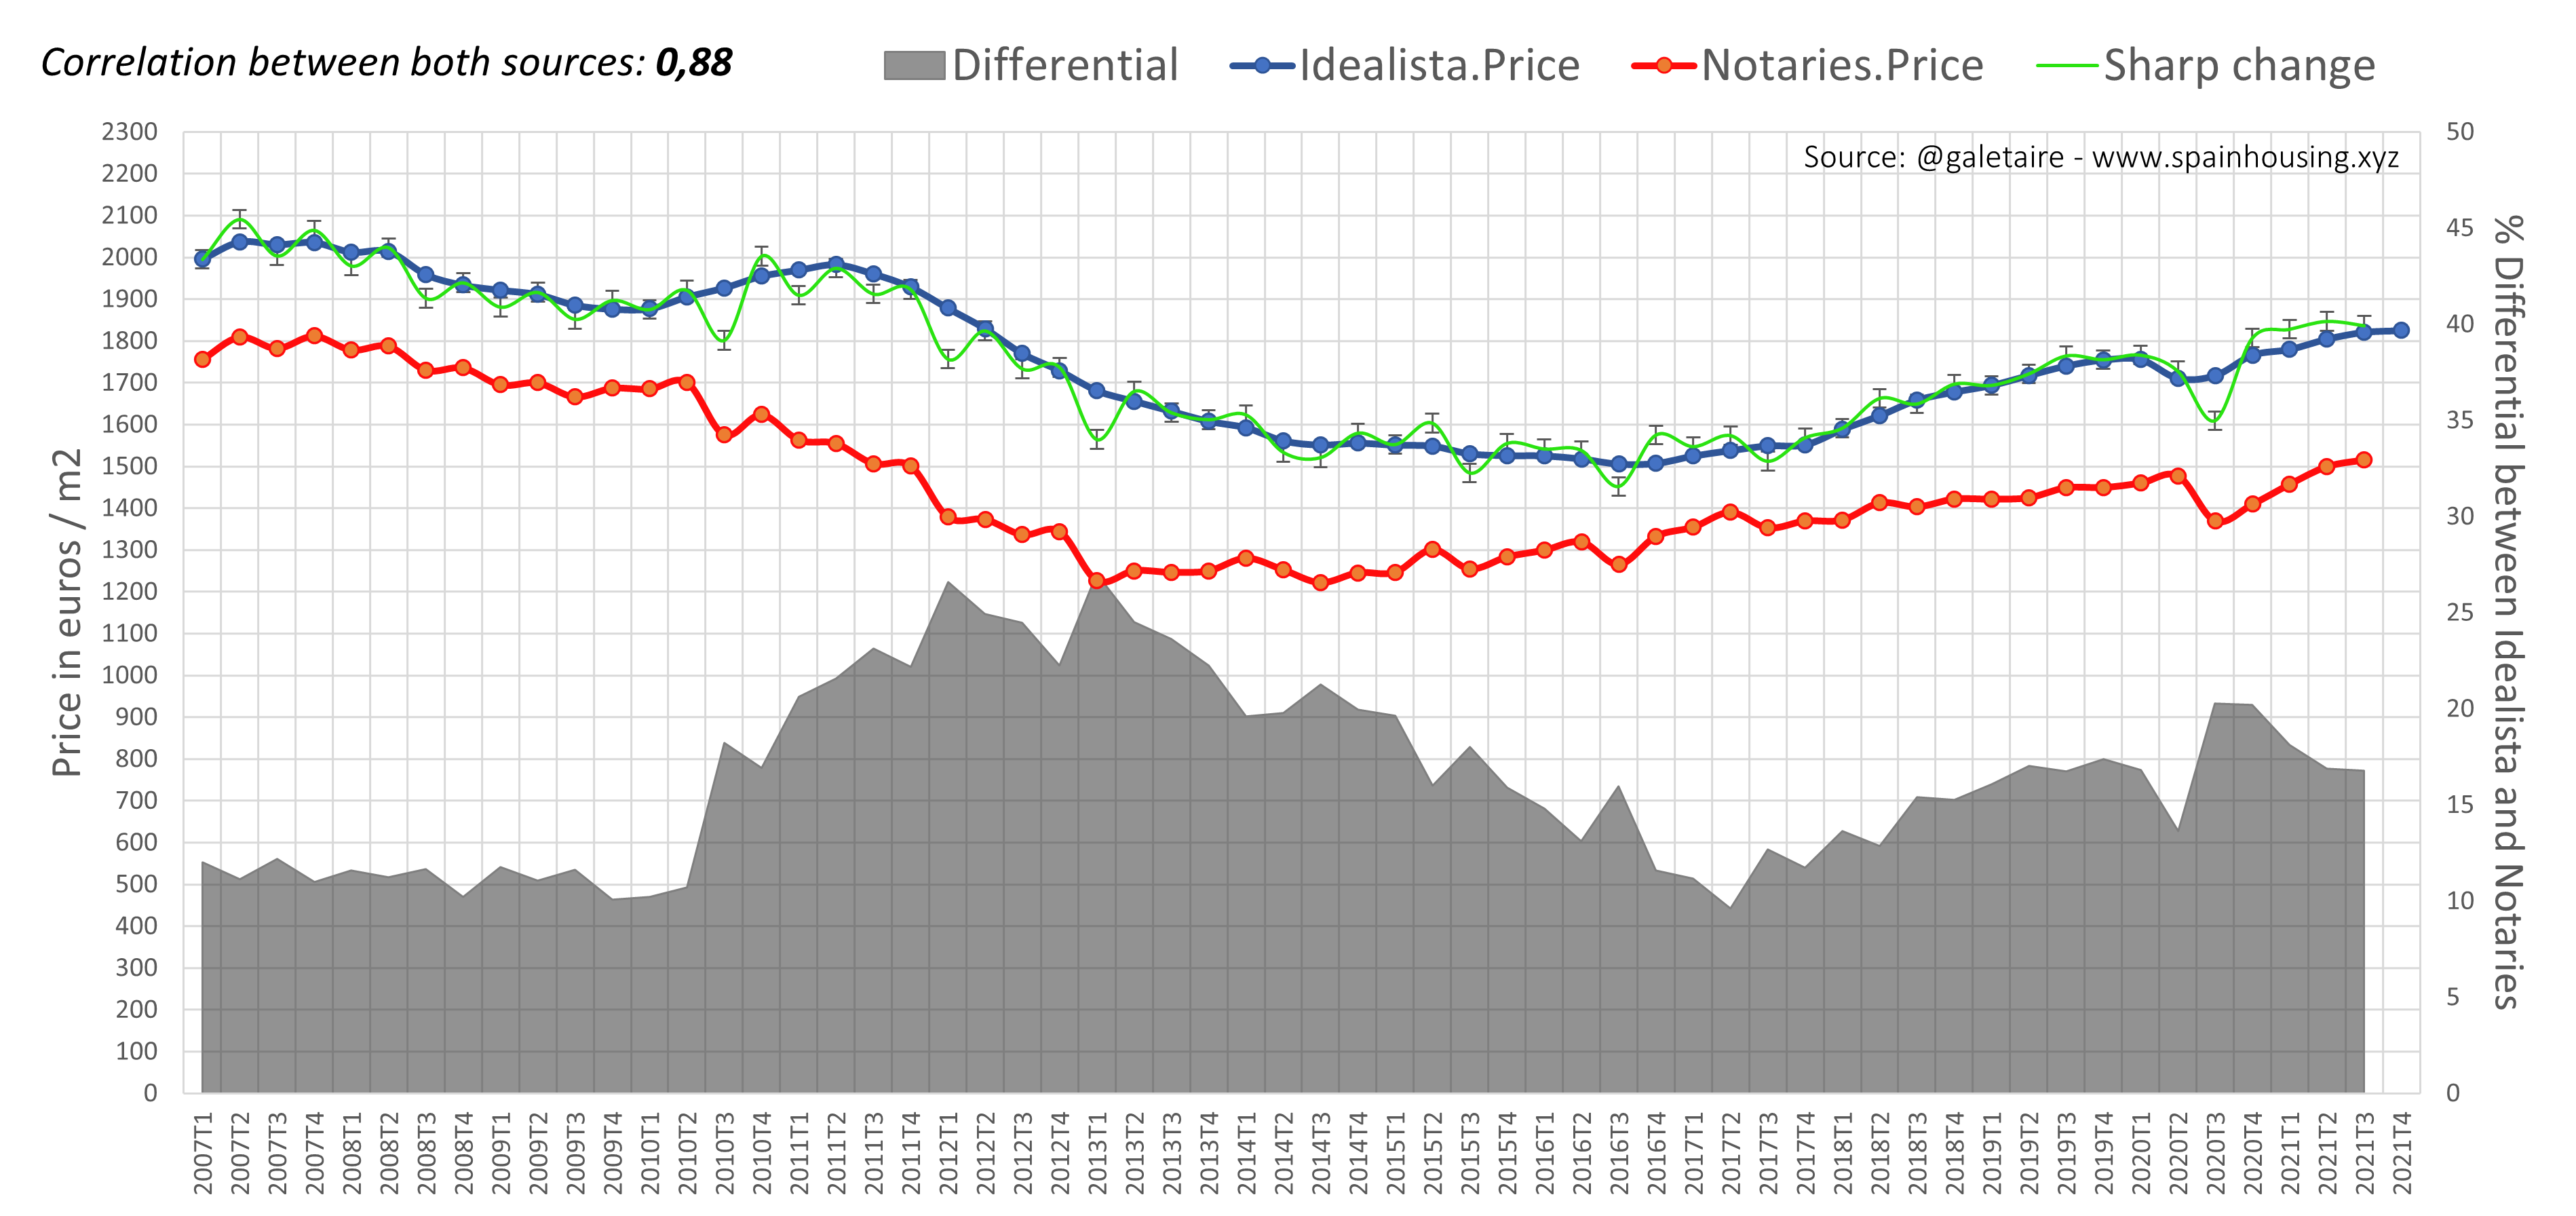 Correlation between both sources: 0,88
Differential
Idealista.Price
Notaries.Price
Sharp change
Source: @galetaire - www.spainhousing.xyz
Price in euros / m2
2300
2200
2100
2000
1900
1800
1700
1600
1500
1400
1300
1200
1100
1000
900
800
700
600
500
400
300
200
100
0
50
45
40
35
30
25
20
15
10
5
0
% Differential between Idealista and Notaries
2007T1
2007T2
2007T3
2007T4
2008T1
2008T2
2008T3
2008T4
2009T1
2009T2
2009T3
2009T4
2010T1
2010T2
2010T3
2010T4
2011T1
2011T2
2011T3
2011T4
2012T1
2012T2
2012T3
2012T4
2013T1
2013T2
2013T3
2013T4
2014T1
2014T2
2014T3
2014T4
2015T1
2015T2
2015T3
2015T4
2016T1
2016T2
2016T3
2016T4
2017T1
2017T2
2017T3
2017T4
2018T1
2018T2
2018T3
2018T4
2019T1
2019T2
2019T3
2019T4
2020T1
2020T2
2020T3
2020T4
2021T1
2021T2
2021T3
2021T4